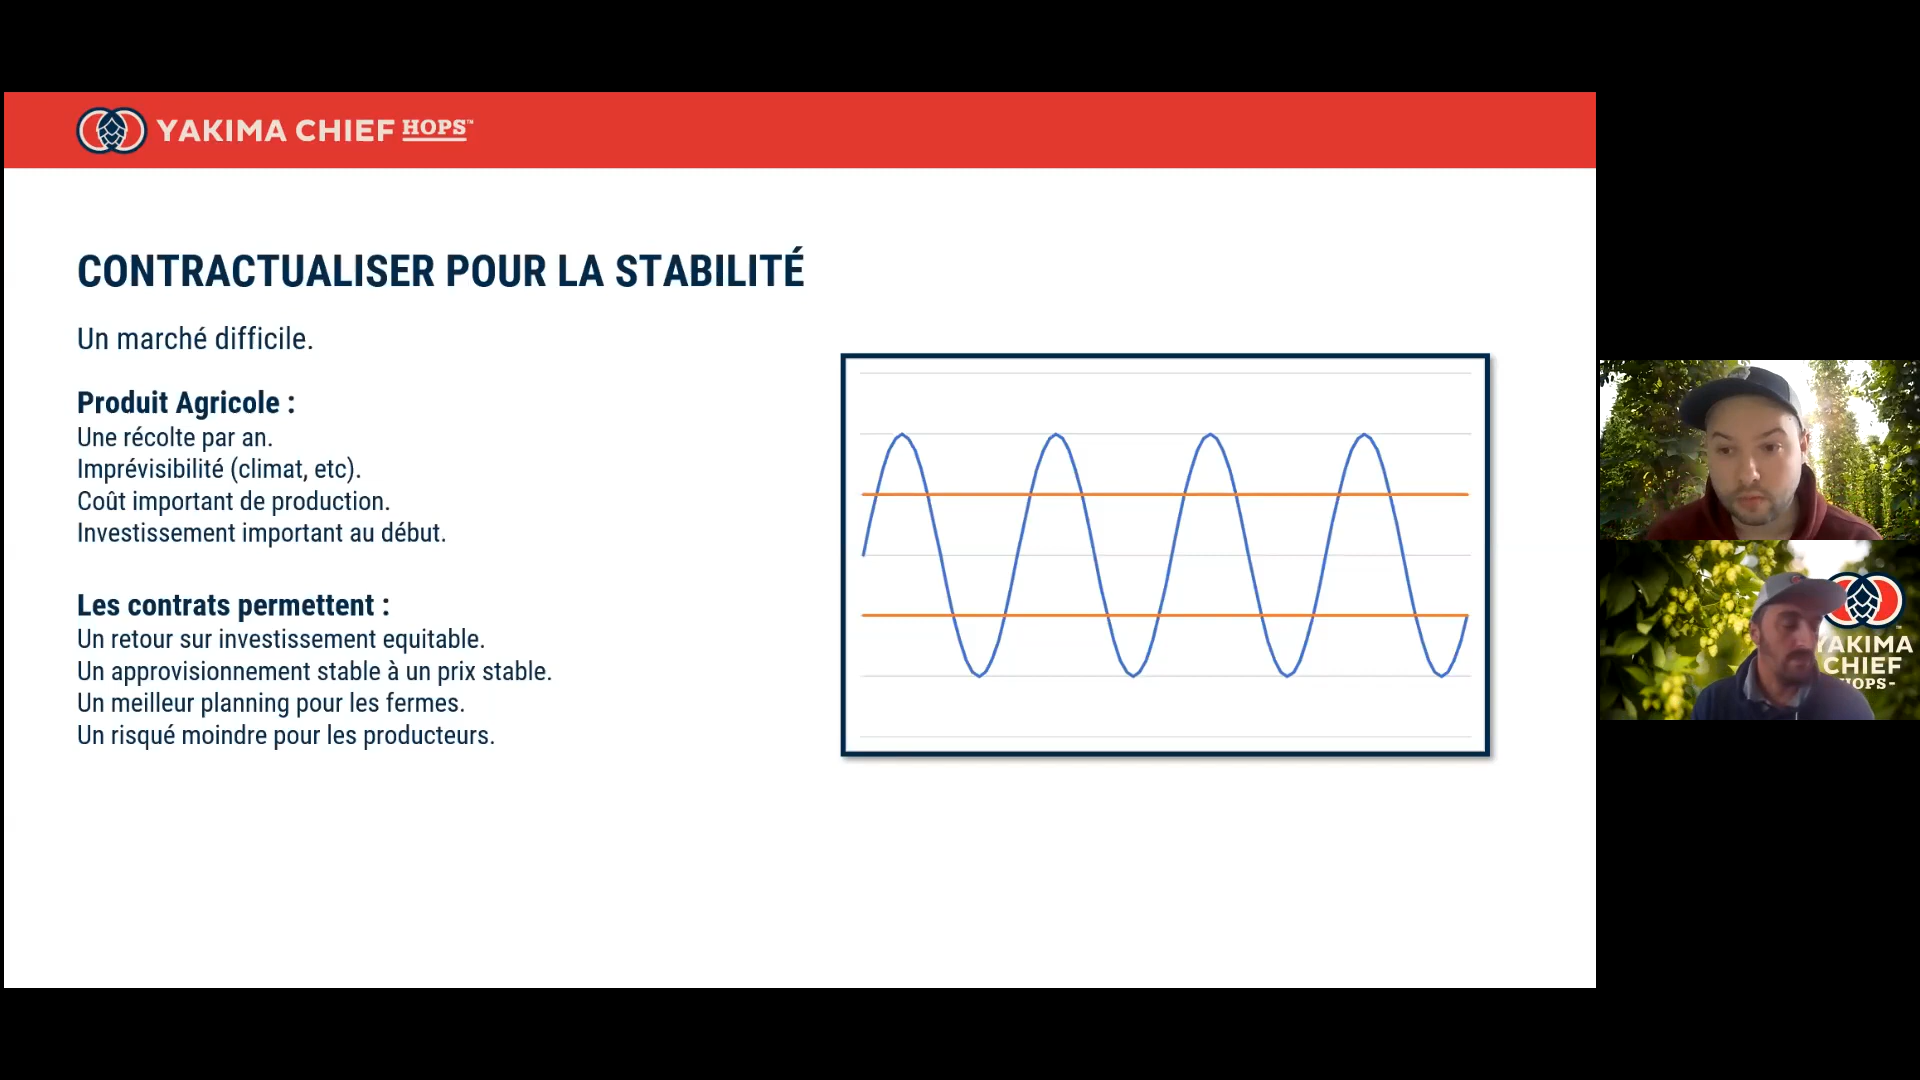 YAKIMA CHIEF HOPS™
CONTRACTUALISER POUR LA STABILITÉ
Un marché difficile.
Produit Agricole :
Une récolte par an.
Imprévisibilité (climat, etc).
Coût important de production.
Investissement important au début.
Les contrats permettent :
Un retour sur investissement equitable.
Un approvisionnement stable à un prix stable.
Un meilleur planning pour les fermes.
Un risqué moindre pour les producteurs.
YAKIMA
CHIEF
HOPS-